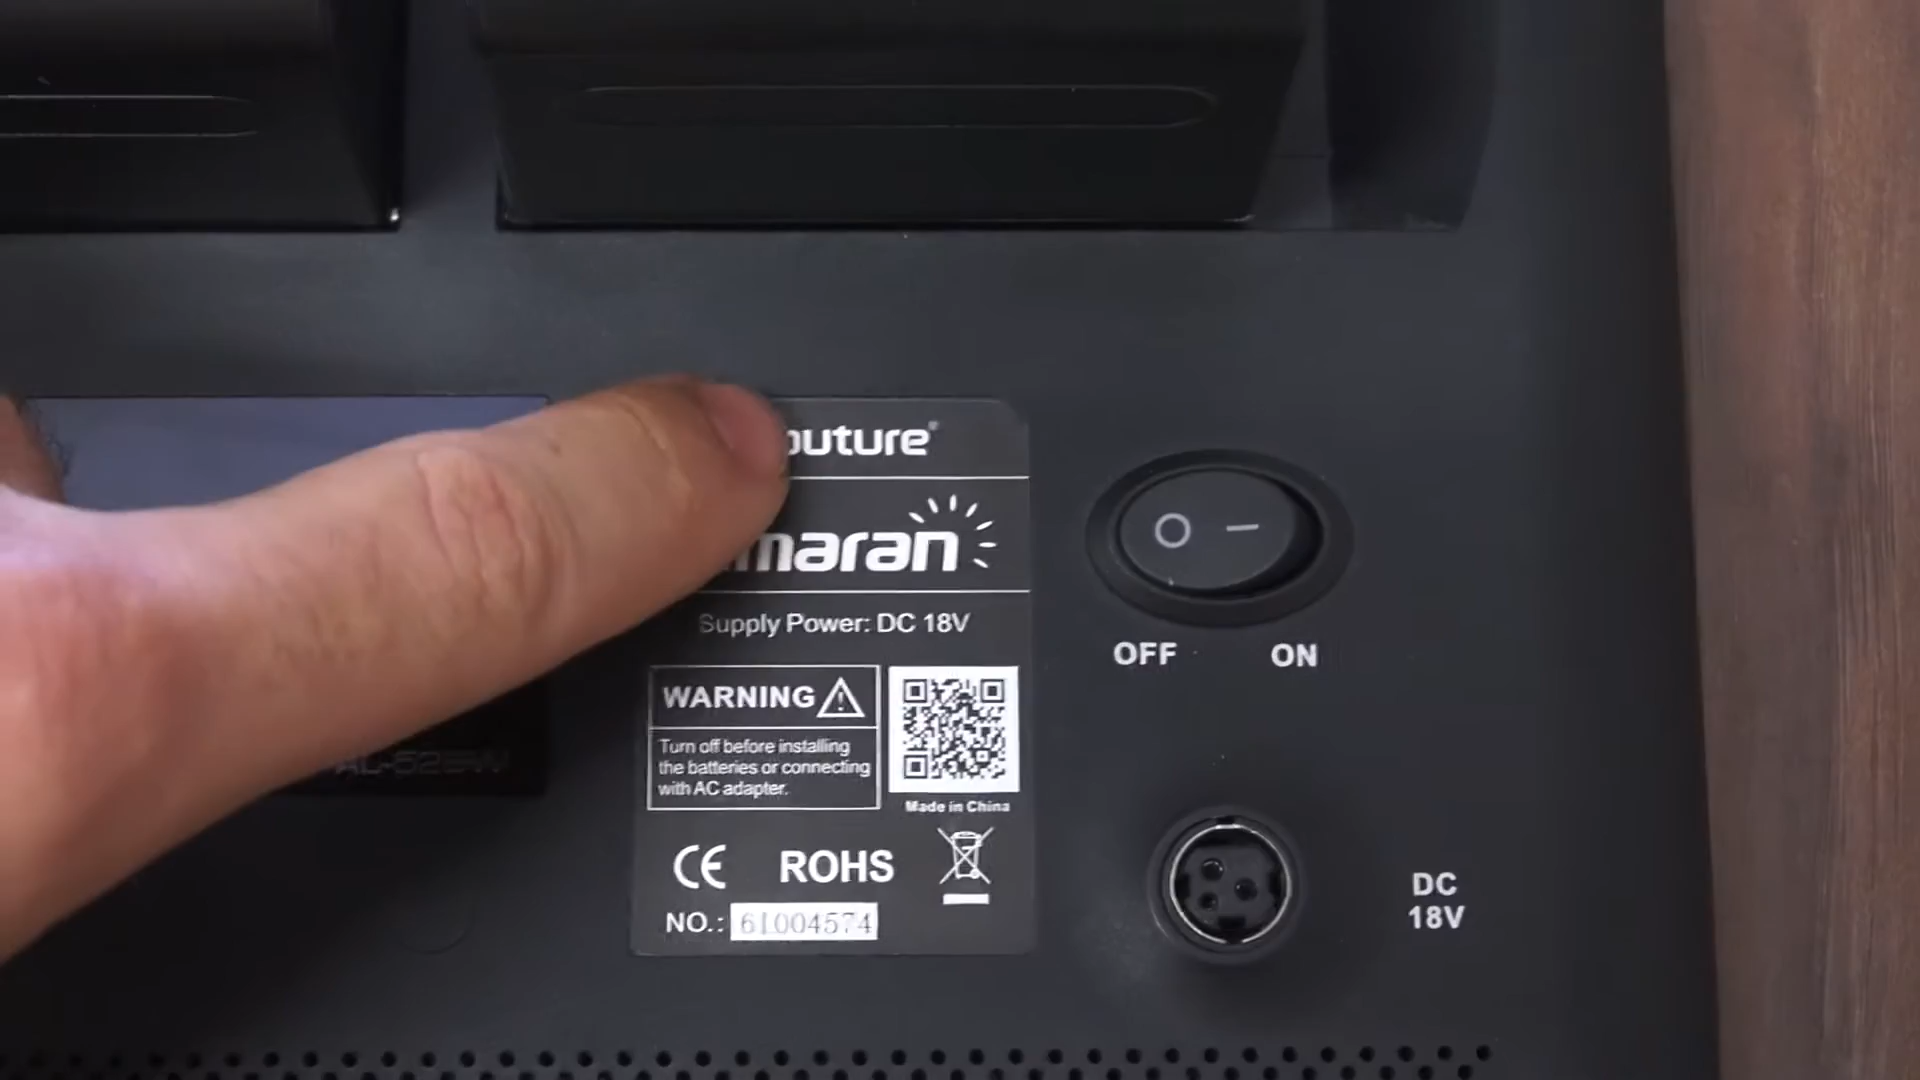 outure®
maran
Supply Power: DC 18V
WARNING
Turn off before installing
the batteries or connecting
with AC adapter.
Made in China
CE ROHS
NO.: 61004574
OFF ON
DC
18V